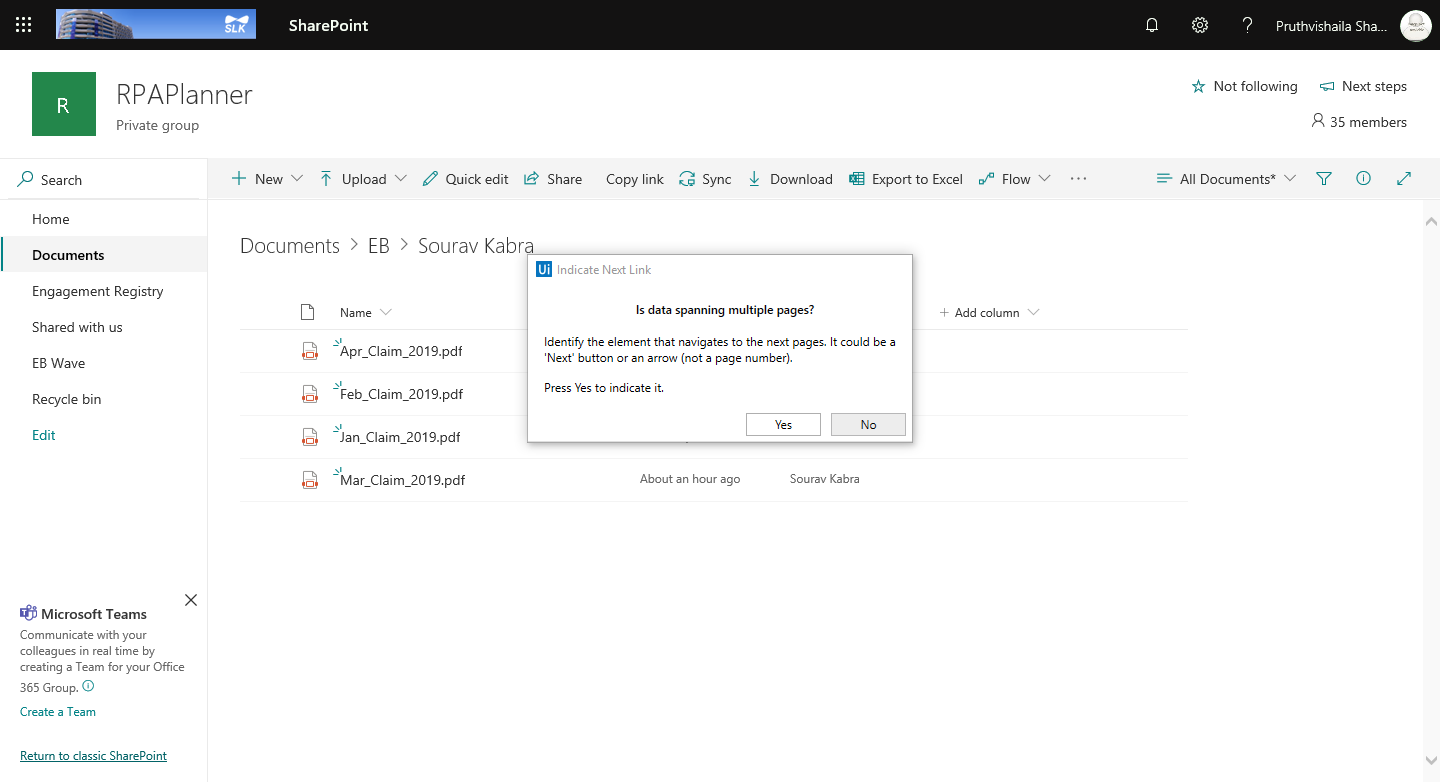 SLK
SharePoint
Pruthvishaila Sha...
R
RPAPlanner
Private group
Not following
Next steps
35 members
Search
New
Upload
Quick edit
Share
Copy link
Sync
Download
Export to Excel
Flow
All Documents*
Home
Documents
Engagement Registry
Shared with us
EB Wave
Recycle bin
Edit
Documents > EB > Sourav Kabra
Name
Add column
Apr_Claim_2019.pdf
Feb_Claim_2019.pdf
Jan_Claim_2019.pdf
Mar_Claim_2019.pdf
About an hour ago
Sourav Kabra
Ui Indicate Next Link
Is data spanning multiple pages?
Identify the element that navigates to the next pages. It could be a
'Next' button or an arrow (not a page number).
Press Yes to indicate it.
Yes
No
Microsoft Teams
Communicate with your
colleagues in real time by
creating a Team for your Office
365 Group.
Create a Team
Return to classic SharePoint